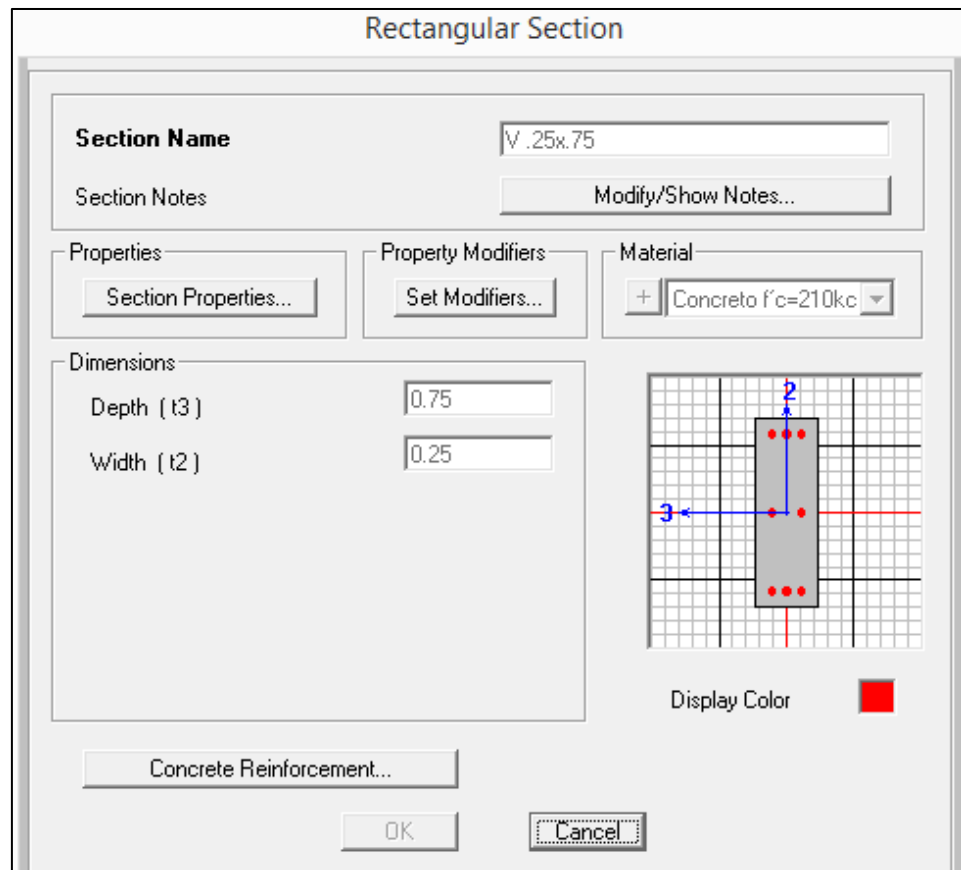 Rectangular Section
Section Name V .25x.75
Section Notes Modify/Show Notes...
Properties Property Modifiers Material
Section Properties... Set Modifiers... + Concreto f´c=210kc
Dimensions
Depth ( t3 ) 0.75
Width ( t2 ) 0.25
2
3
Display Color
Concrete Reinforcement...
OK Cancel